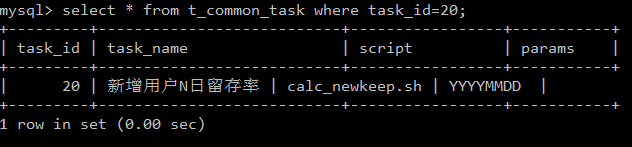 mysql> select * from t_common_task where task_id=20;
+---------+-------------------------+-----------------+----------+
| task_id | task_name | script | params |
+---------+-------------------------+-----------------+----------+
| 20 | 新增用户N日留存率 | calc_newkeep.sh | YYYYMMDD |
+---------+-------------------------+-----------------+----------+
1 row in set (0.00 sec)